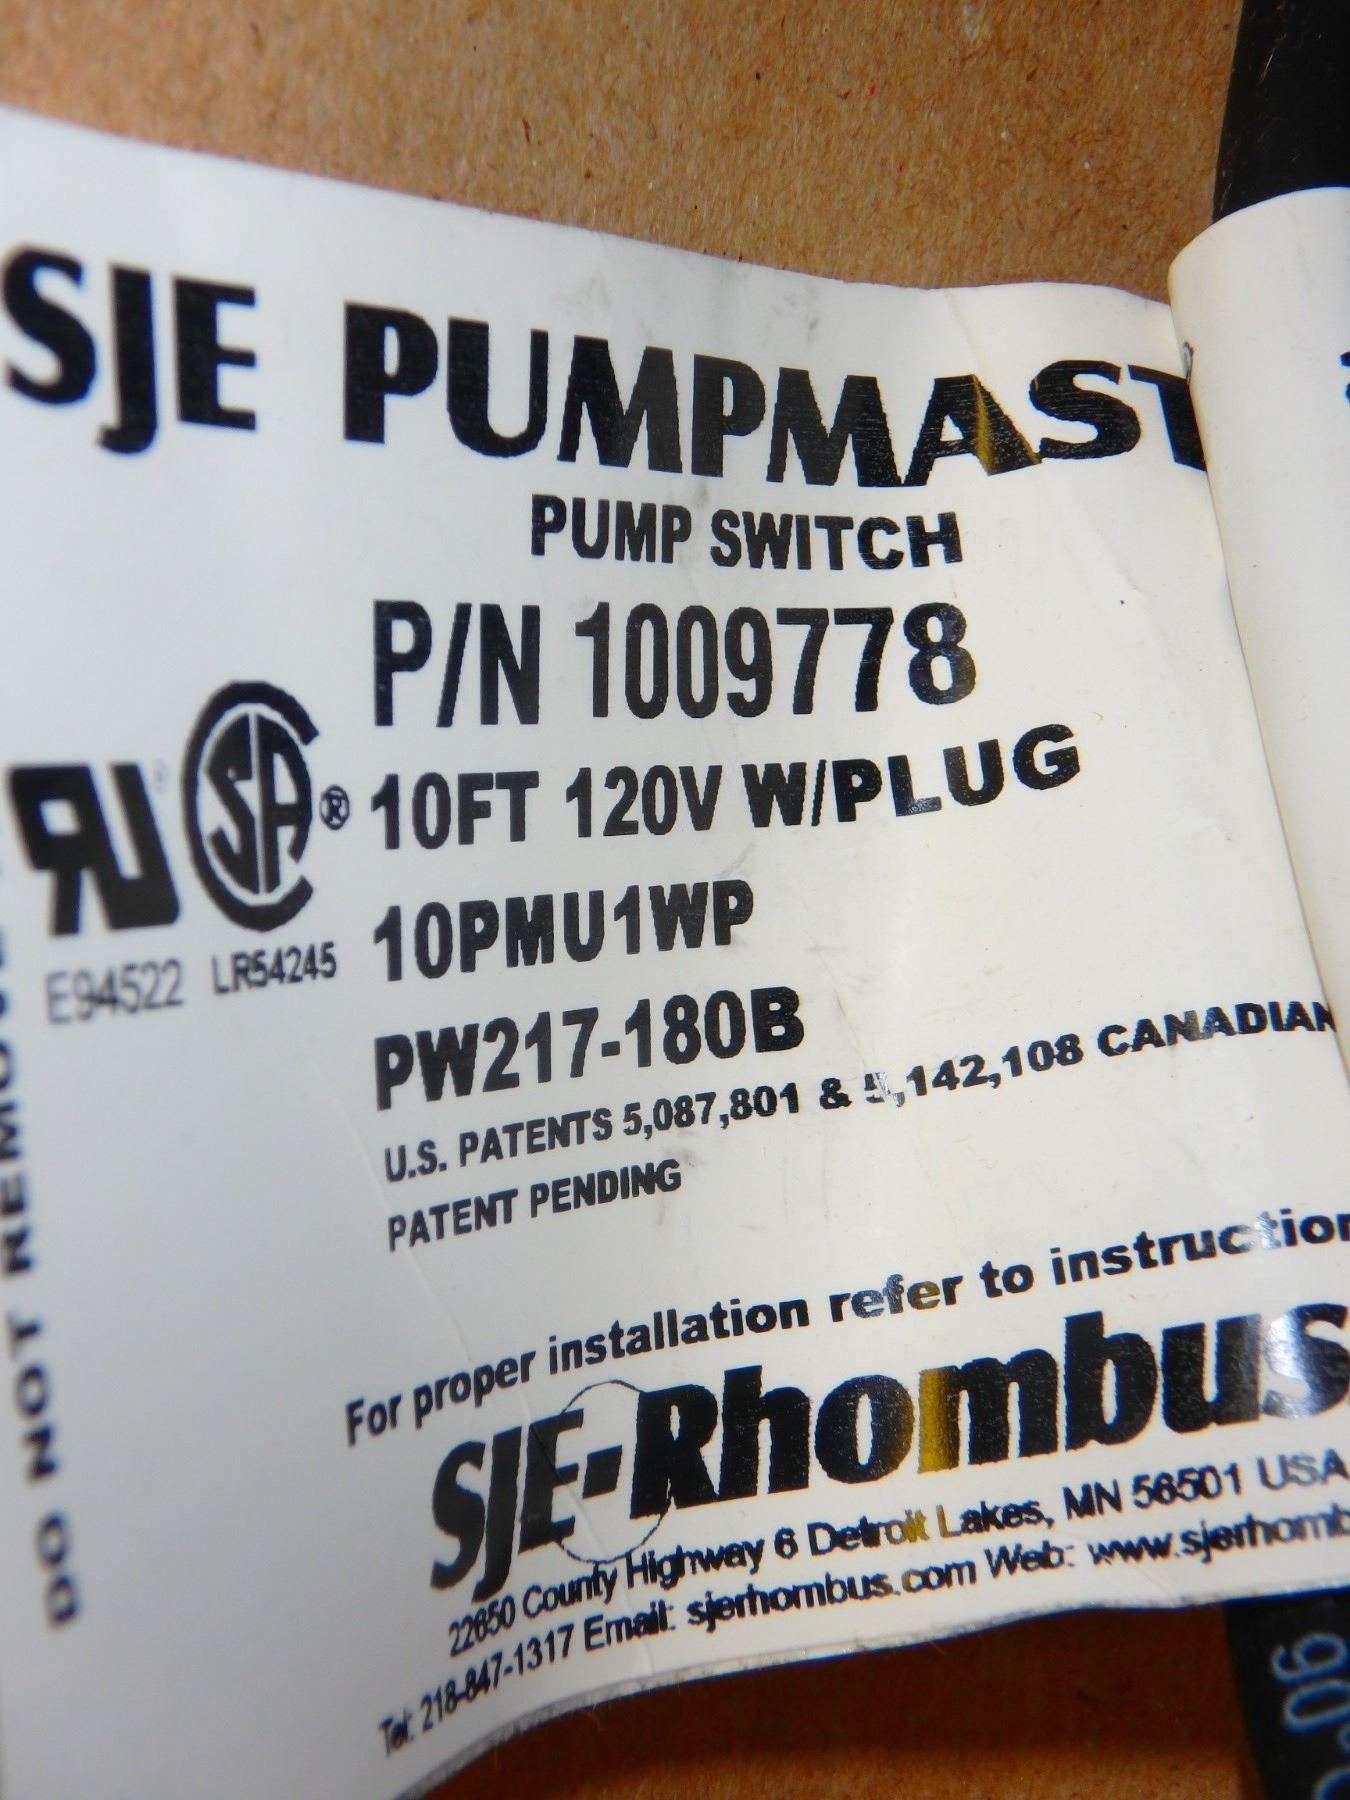 SJE PUMPMAST
PUMP SWITCH
P/N 1009778
10FT 120V W/PLUG
10PMU1WP
PW217-180B
U.S. PATENTS 5,087,801 & 5,142,108 CANADIAN
PATENT PENDING
RU SA ®
E94522 LR54245
For proper installation refer to instruction
SJE-Rhombus
22650 County Highway 6 Detroit Lakes, MN 56501 USA
Tel: 218-847-1317 Email: sjerhombus.com Web: www.sjerhomb
DO NOT REMOVE